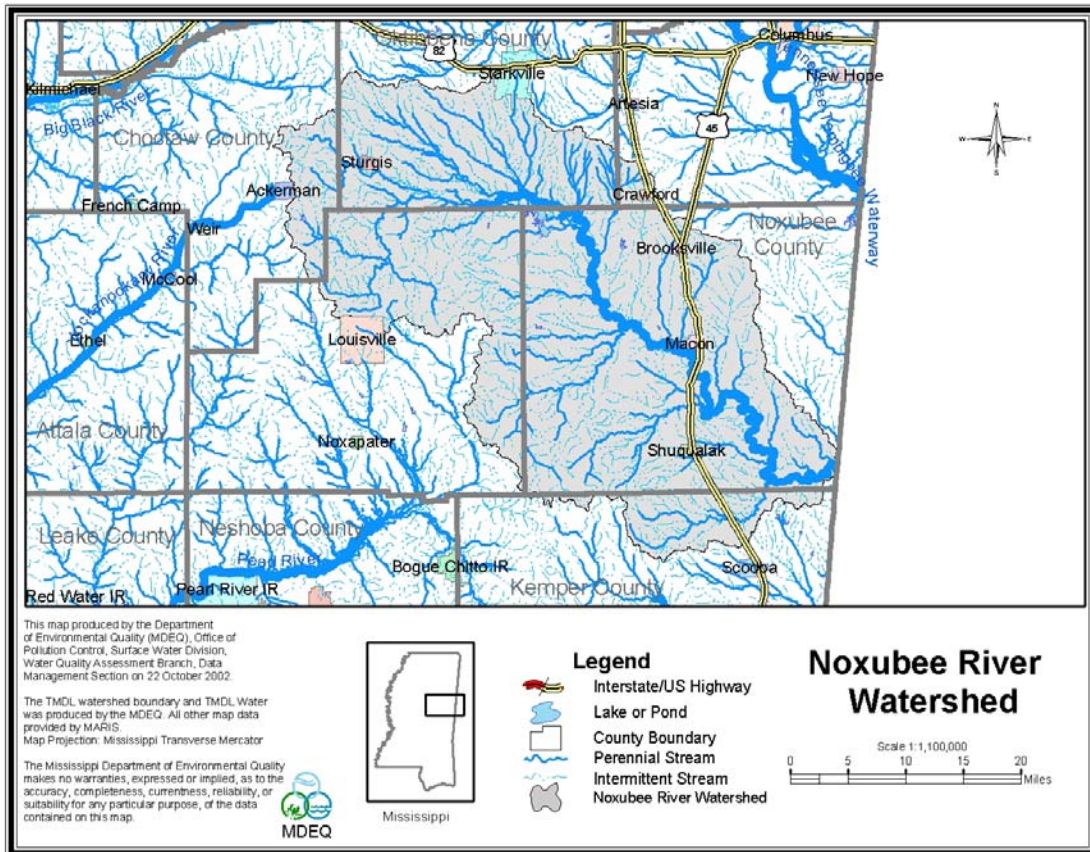 Oktibbeha County
82
Columbus
Starkville
New Hope
Kilmichael
Big Black River
Artesia
Tennessee Tombigbee Waterway
Choctaw County
45
Sturgis
Ackerman
Crawford
French Camp
Weir
Noxubee
County
Brooksville
McCool
Yockanookany River
Ethel
Louisville
Macon
Attala County
Noxapater
Shuqualak
Leake County
Neshoba County
Pearl River
Bogue Chitto IR
Scooba
Kemper County
Red Water IR
Pearl River IR
N
W
E
S
This map produced by the Department
of Environmental Quality (MDEQ), Office of
Pollution Control, Surface Water Division,
Water Quality Assessment Branch, Data
Management Section on 22 October 2002.
The TMDL watershed boundary and TMDL Water
was produced by the MDEQ. All other map data
provided by MARIS.
Map Projection: Mississippi Transverse Mercator
The Mississippi Department of Environmental Quality
makes no warranties, expressed or implied, as to the
accuracy, completeness, currentness, reliability, or
suitability for any particular purpose, of the data
contained on this map.
MDEQ
Mississippi
Legend
Interstate/US Highway
Lake or Pond
County Boundary
Perennial Stream
Intermittent Stream
Noxubee River Watershed
Noxubee River
Watershed
Scale 1:1,100,000
0 5 10 15 20
Miles